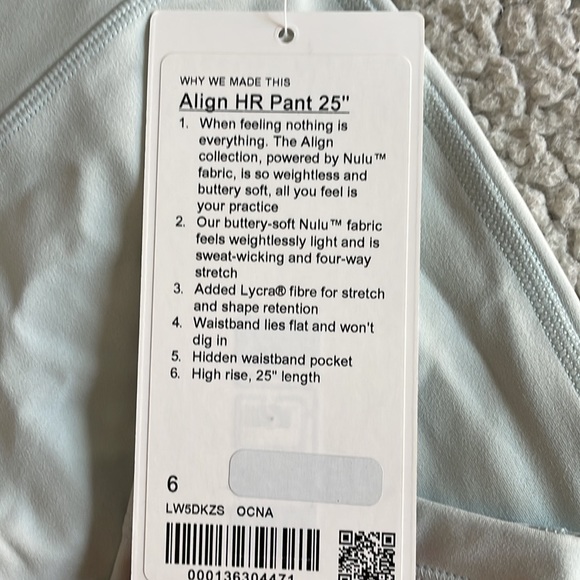 WHY WE MADE THIS
Align HR Pant 25"
1. When feeling nothing is
everything. The Align
collection, powered by Nulu™
fabric, is so weightless and
buttery soft, all you feel is
your practice
2. Our buttery-soft Nulu™ fabric
feels weightlessly light and is
sweat-wicking and four-way
stretch
3. Added Lycra® fibre for stretch
and shape retention
4. Waistband lies flat and won't
dig in
5. Hidden waistband pocket
6. High rise, 25" length
6
LW5DKZS OCNA
000136304471